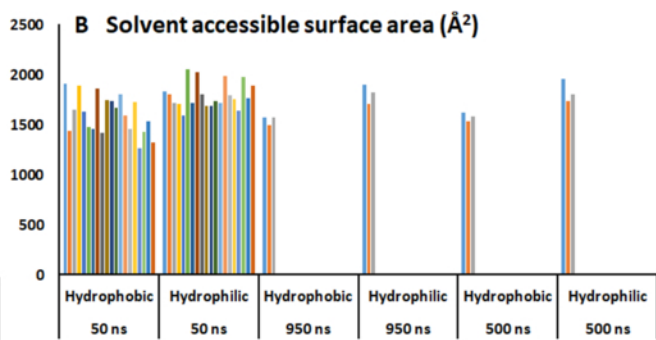 B Solvent accessible surface area (Å²)
2500
2000
1500
1000
500
0
Hydrophobic Hydrophilic Hydrophobic Hydrophilic Hydrophobic Hydrophilic
50 ns 50 ns 950 ns 950 ns 500 ns 500 ns